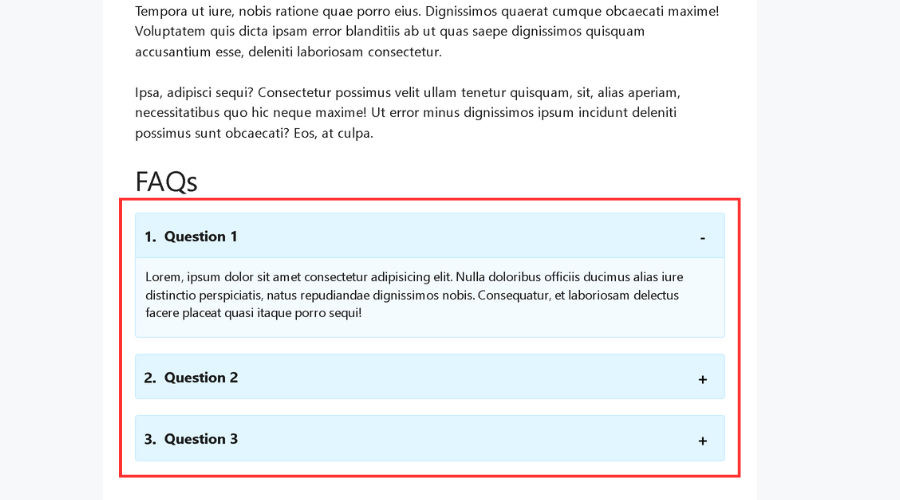 Tempora ut iure, nobis ratione quae porro eius. Dignissimos quaerat cumque obcaecati maxime!
Voluptatem quis dicta ipsam error blanditiis ab ut quas saepe dignissimos quisquam
accusantium esse, deleniti laboriosam consectetur.
Ipsa, adipisci sequi? Consectetur possimus velit ullam tenetur quisquam, sit, alias aperiam,
necessitatibus quo hic neque maxime! Ut error minus dignissimos ipsum incidunt deleniti
possimus sunt obcaecati? Eos, at culpa.
FAQs
1. Question 1 -
Lorem, ipsum dolor sit amet consectetur adipisicing elit. Nulla doloribus officiis ducimus alias iure
distinctio perspiciatis, natus repudiandae dignissimos nobis. Consequatur, et laboriosam delectus
facere placeat quasi itaque porro sequi!
2. Question 2 +
3. Question 3 +